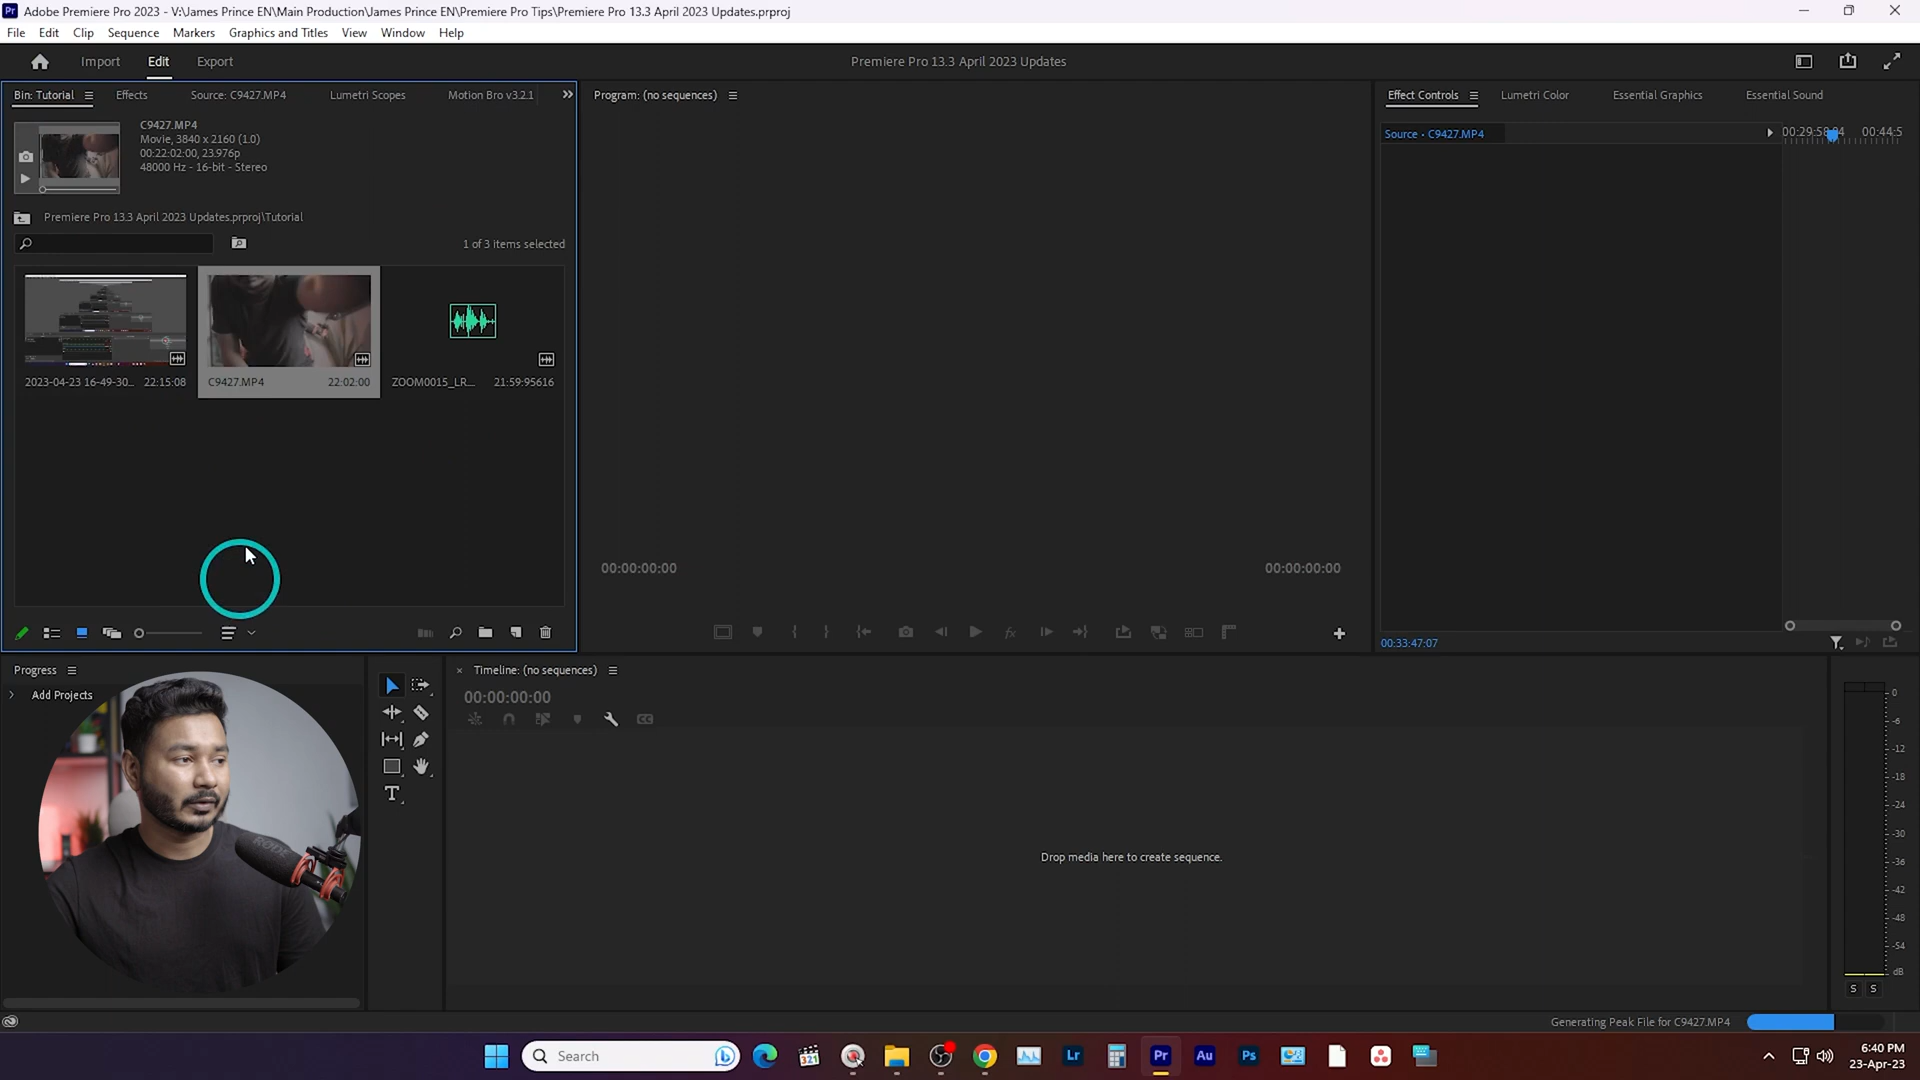 Pr Adobe Premiere Pro 2023 - V:\James Prince EN\Main Production\James Prince EN\Premiere Pro Tips\Premiere Pro 13.3 April 2023 Updates.prproj
File Edit Clip Sequence Markers Graphics and Titles View Window Help
Import Edit Export Premiere Pro 13.3 April 2023 Updates
Bin: Tutorial Effects Source: C9427.MP4 Lumetri Scopes Motion Bro v3.2.1
Program: (no sequences)
Effect Controls Lumetri Color Essential Graphics Essential Sound
C9427.MP4
Movie, 3840 x 2160 (1.0)
00:22:02:00, 23.976p
48000 Hz - 16-bit - Stereo
Source • C9427.MP4
00:44:5
Premiere Pro 13.3 April 2023 Updates.prproj\Tutorial
1 of 3 items selected
2023-04-23 16-49-30... 22:15:08
C9427.MP4 22:02:00
ZOOM0015_LR... 21:59:95616
00:00:00:00
00:00:00:00
00:33:47:07
Progress
Add Projects
Timeline: (no sequences)
00:00:00:00
Drop media here to create sequence.
RODE
T
0
-6
-12
-18
-24
-30
-36
-42
-48
-54
dB
S S
Generating Peak File for C9427.MP4
Search
321
Lr
Pr
Au
Ps
6:40 PM
23-Apr-23